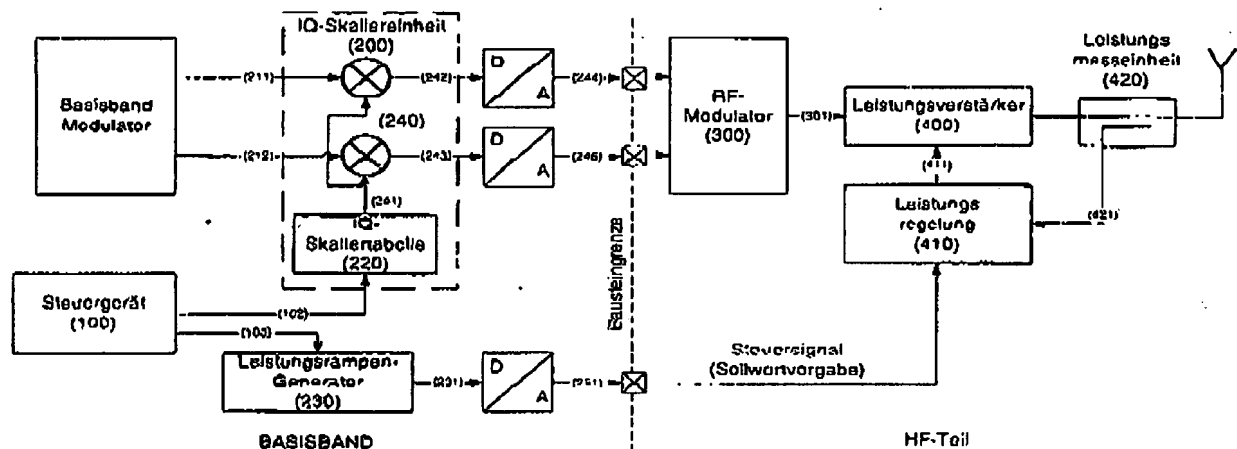 IQ-Skaliereinheit
(200)
Basisband
Modulator
(211)
(242)
D
A
(244)
(240)
(212)
(243)
D
A
(241)
IQ-
Skaliertabelle
(220)
Steuergerät
(100)
(102)
(103)
Leistungsrampen-
Generator
(230)
(231)
D
A
(251)
BASISBAND
Bausteingrenze
RF-
Modulator
(300)
(301)
Leistungsverstärker
(400)
Leistungs
messeinheit
(420)
(411)
Leistungs
regelung
(410)
(421)
Steuersignal
(Sollwertvorgabe)
HF-Teil